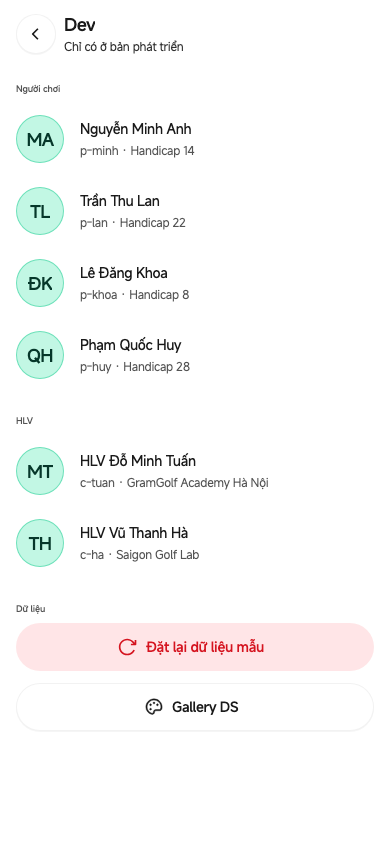 Dev
Chỉ có ở bản phát triển
Người chơi
MA
Nguyễn Minh Anh
p-minh · Handicap 14
TL
Trần Thu Lan
p-lan · Handicap 22
ĐK
Lê Đăng Khoa
p-khoa · Handicap 8
QH
Phạm Quốc Huy
p-huy · Handicap 28
HLV
MT
HLV Đỗ Minh Tuấn
c-tuan · GramGolf Academy Hà Nội
TH
HLV Vũ Thanh Hà
c-ha · Saigon Golf Lab
Dữ liệu
Đặt lại dữ liệu mẫu
Gallery DS